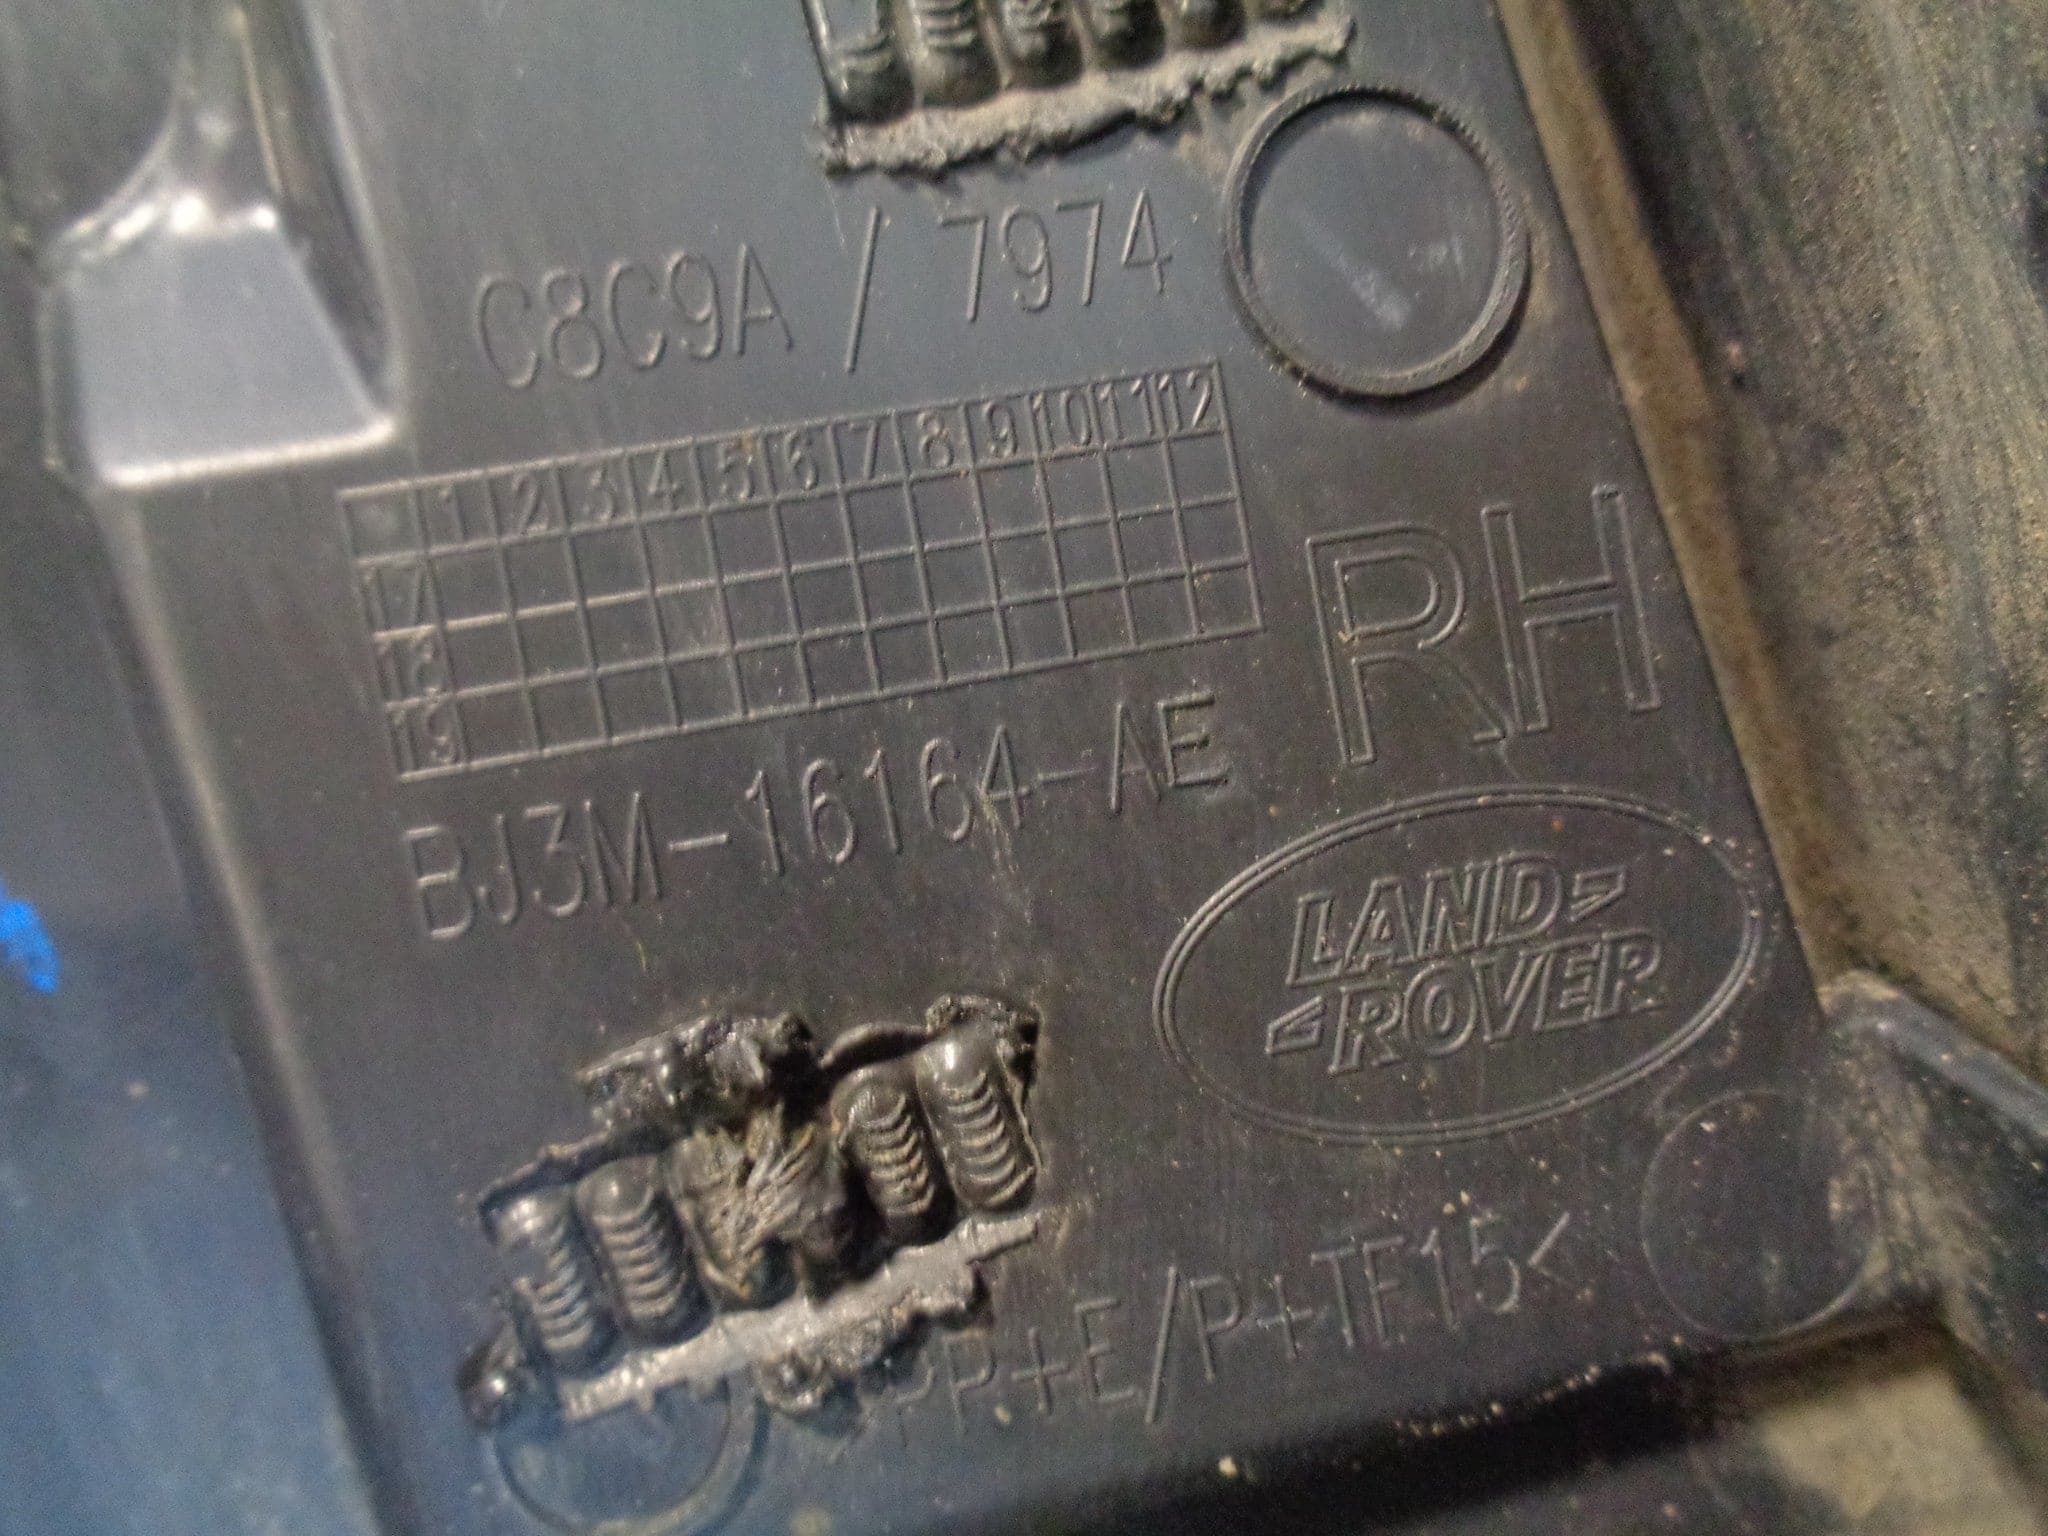 C8C9A / 7974
1 2 3 4 5 6 7 8 9 10 11 12
17
18
19
RH
BJ3M-16164-AE
LAND
ROVER
>PP+E/P+TF15<